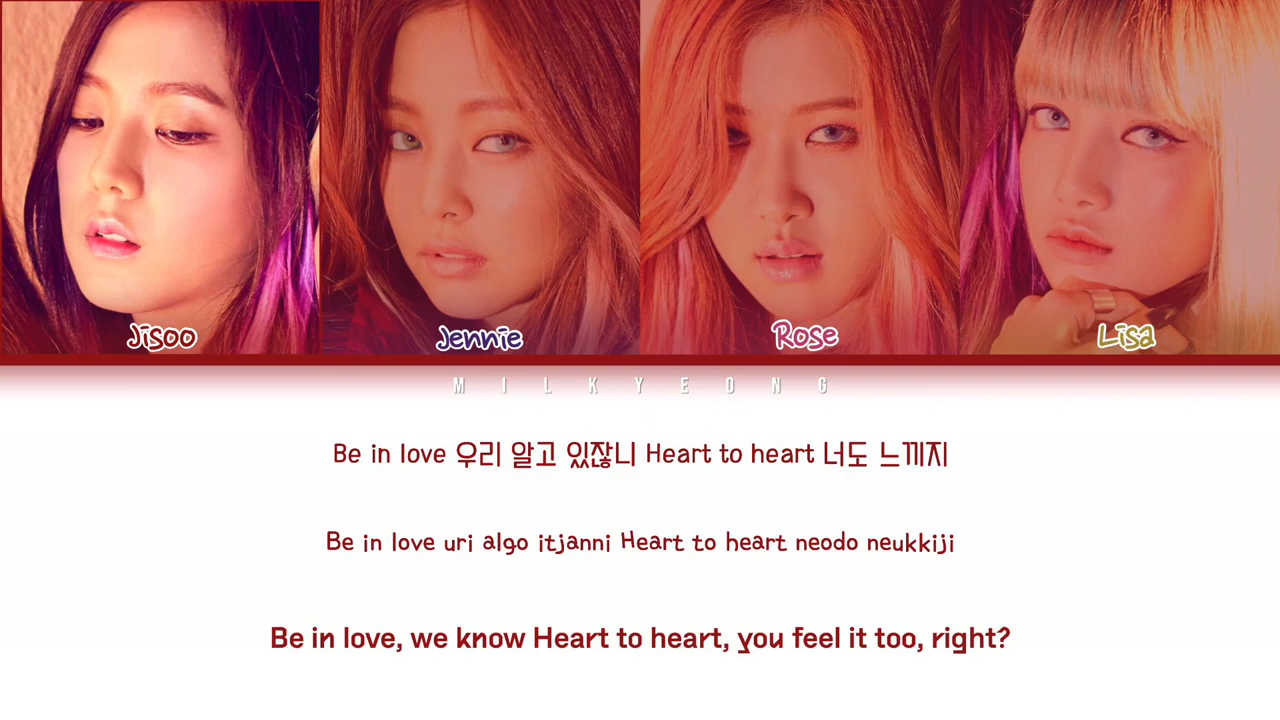 Jisoo Jennie Rose Lisa
MILKYEONG
Be in love 우리 알고 있잖니 Heart to heart 너도 느끼지
Be in love uri algo itjanni Heart to heart neodo neukkiji
Be in love, we know Heart to heart, you feel it too, right?